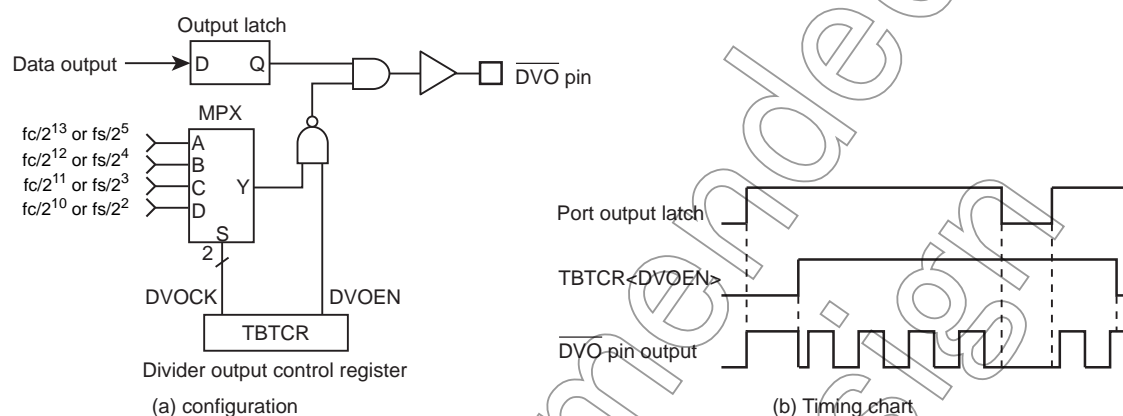 Output latch
Data output
D
Q
DVO pin
MPX
fc/2^13 or fs/2^5
A
fc/2^12 or fs/2^4
B
fc/2^11 or fs/2^3
C
Y
fc/2^10 or fs/2^2
D
S
2
DVOCK
DVOEN
TBTCR
Divider output control register
(a) configuration
Port output latch
TBTCR<DVOEN>
DVO pin output
(b) Timing chart